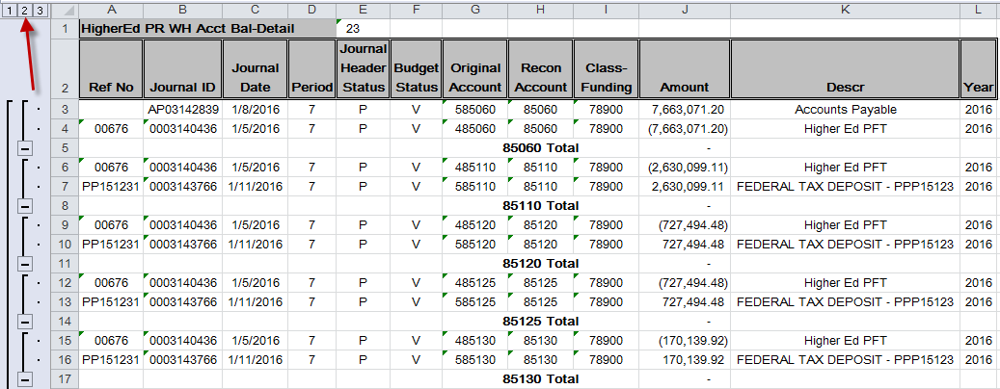 1 2 3 A B C D E F G H I J K L
1 HigherEd PR WH Acct Bal-Detail 23
2 Ref No Journal ID Journal Date Period Journal Header Status Budget Status Original Account Recon Account Class-Funding Amount Descr Year
3 AP03142839 1/8/2016 7 P V 585060 85060 78900 7,663,071.20 Accounts Payable 2016
4 00676 0003140436 1/5/2016 7 P V 485060 85060 78900 (7,663,071.20) Higher Ed PFT 2016
5 85060 Total -
6 00676 0003140436 1/5/2016 7 P V 485110 85110 78900 (2,630,099.11) Higher Ed PFT 2016
7 PP151231 0003143766 1/11/2016 7 P V 585110 85110 78900 2,630,099.11 FEDERAL TAX DEPOSIT - PPP15123 2016
8 85110 Total -
9 00676 0003140436 1/5/2016 7 P V 485120 85120 78900 (727,494.48) Higher Ed PFT 2016
10 PP151231 0003143766 1/11/2016 7 P V 585120 85120 78900 727,494.48 FEDERAL TAX DEPOSIT - PPP15123 2016
11 85120 Total -
12 00676 0003140436 1/5/2016 7 P V 485125 85125 78900 (727,494.48) Higher Ed PFT 2016
13 PP151231 0003143766 1/11/2016 7 P V 585125 85125 78900 727,494.48 FEDERAL TAX DEPOSIT - PPP15123 2016
14 85125 Total -
15 00676 0003140436 1/5/2016 7 P V 485130 85130 78900 (170,139.92) Higher Ed PFT 2016
16 PP151231 0003143766 1/11/2016 7 P V 585130 85130 78900 170,139.92 FEDERAL TAX DEPOSIT - PPP15123 2016
17 85130 Total -